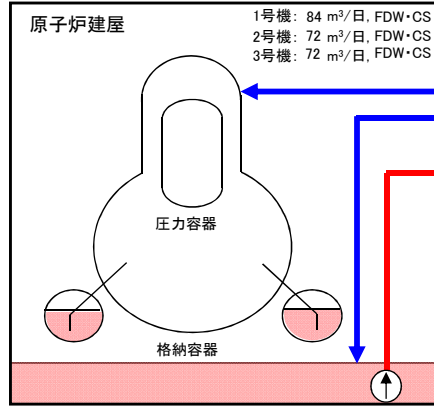 原子炉建屋
1号機: 84 m³/日, FDW・CS
2号機: 72 m³/日, FDW・CS
3号機: 72 m³/日, FDW・CS
圧力容器
格納容器